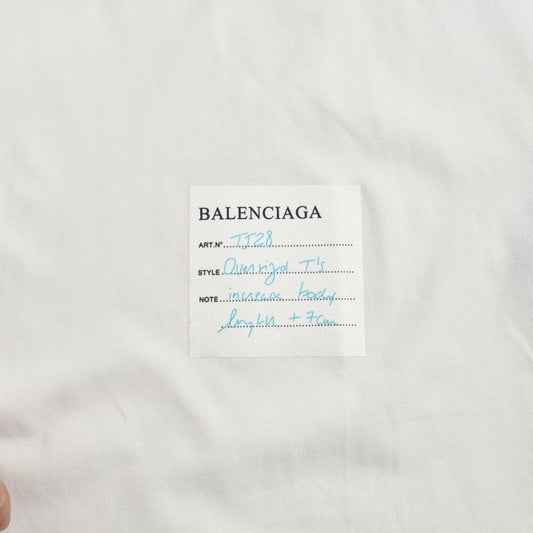 BALENCIAGA
ART.N° TJ28
STYLE Oversized T's
NOTE increase body
length + 7cm